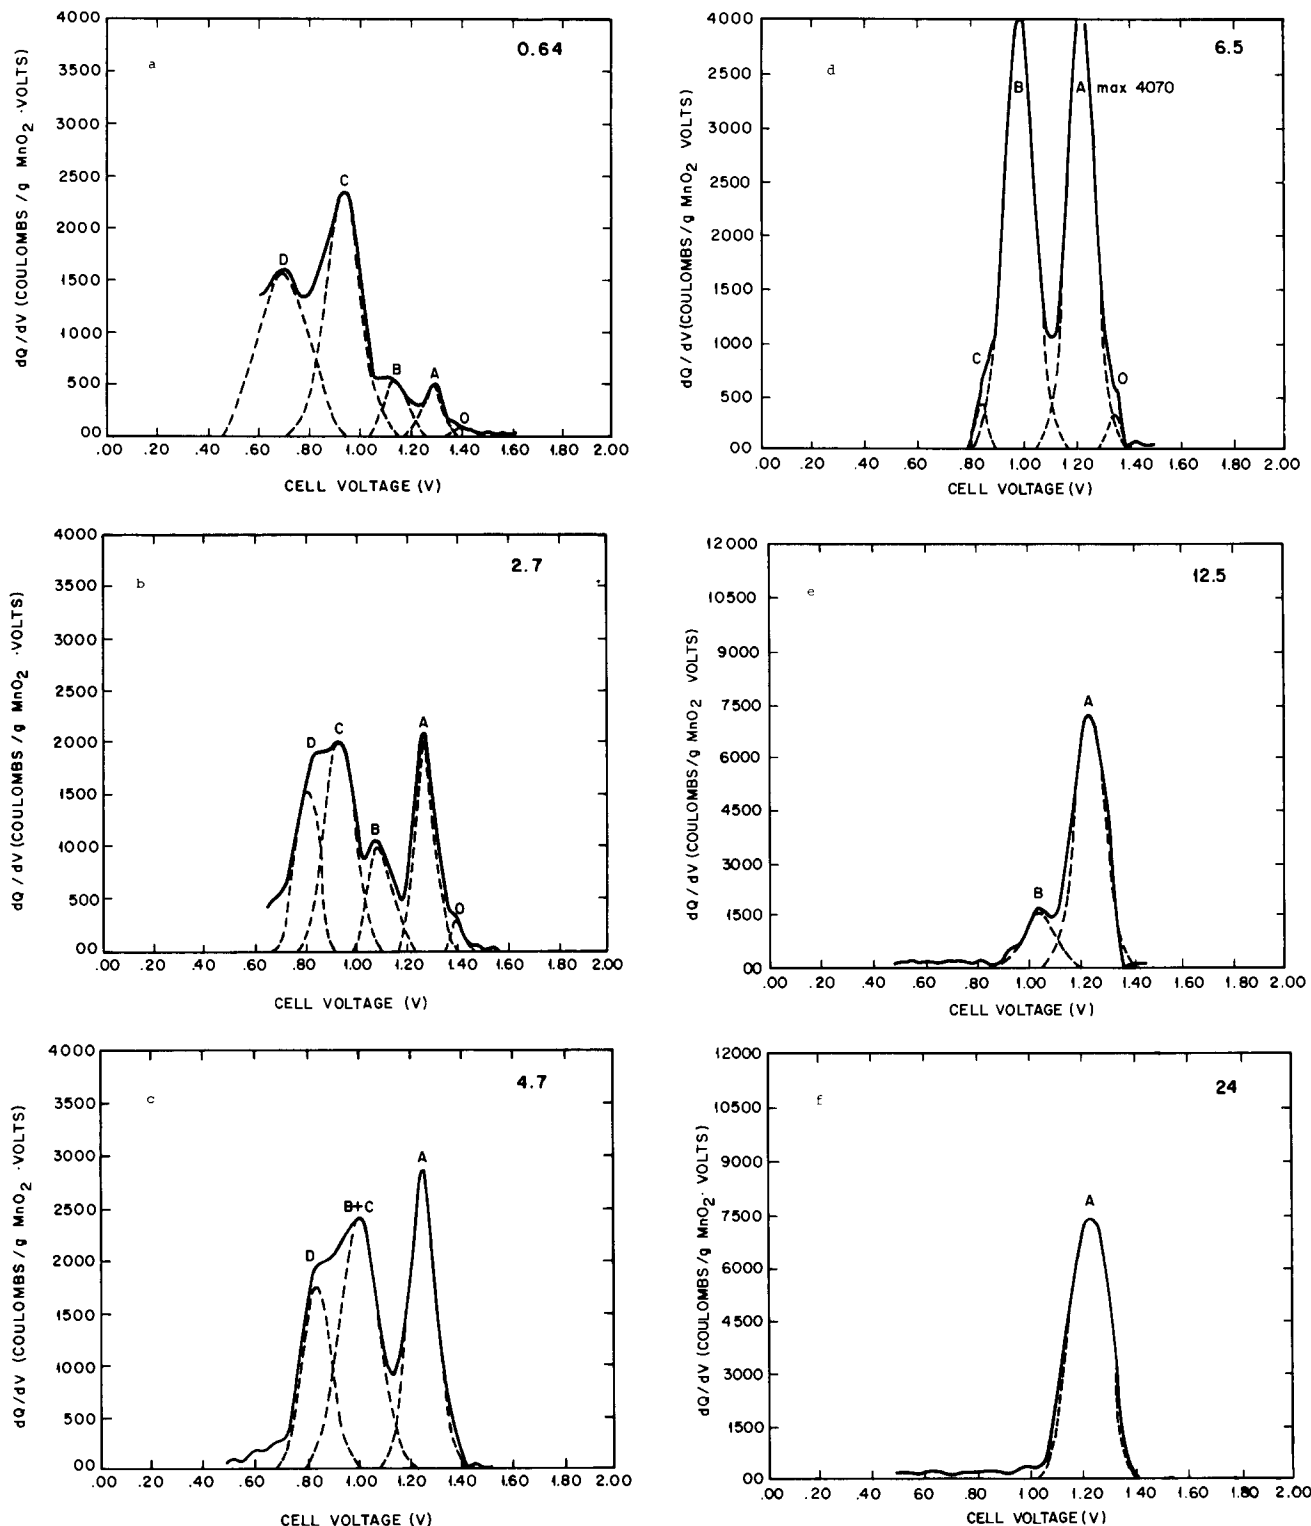 0.64
a
4000
3500
3000
2500
2000
1500
1000
500
00
dQ/dV (COULOMBS/g MnO2 ·VOLTS)
D
C
B
A
O
.00 .20 .40 .60 .80 1.00 1.20 1.40 1.60 1.80 2.00
CELL VOLTAGE (V)
2.7
b
4000
3500
3000
2500
2000
1500
1000
500
00
dQ/dV (COULOMBS/g MnO2 ·VOLTS)
D
C
B
A
O
.00 .20 .40 .60 .80 1.00 1.20 1.40 1.60 1.80 2.00
CELL VOLTAGE (V)
4.7
c
4000
3500
3000
2500
2000
1500
1000
500
00
dQ/dV (COULOMBS/g MnO2 ·VOLTS)
D
B+C
A
.00 .20 .40 .60 .80 1.00 1.20 1.40 1.60 1.80 2.00
CELL VOLTAGE (V)
6.5
d
4000
2500
3000
2500
2000
1500
1000
500
00
dQ/dV (COULOMBS/g MnO2 VOLTS)
C
B
A max 4070
O
.00 .20 .40 .60 .80 1.00 1.20 1.40 1.60 1.80 2.00
CELL VOLTAGE (V)
12.5
e
12000
10500
9000
7500
4500
3000
1500
00
dQ/dV (COULOMBS/g MnO2 VOLTS)
B
A
.00 .20 .40 .60 .80 1.00 1.20 1.40 1.60 1.80 2.00
CELL VOLTAGE (V)
24
f
12000
10500
9000
7500
6000
4500
3000
1500
00
dQ/dV (COULOMBS/g MnO2· VOLTS)
A
.00 .20 .40 .60 .80 1.00 1.20 1.40 1.60 1.80 2.00
CELL VOLTAGE (V)